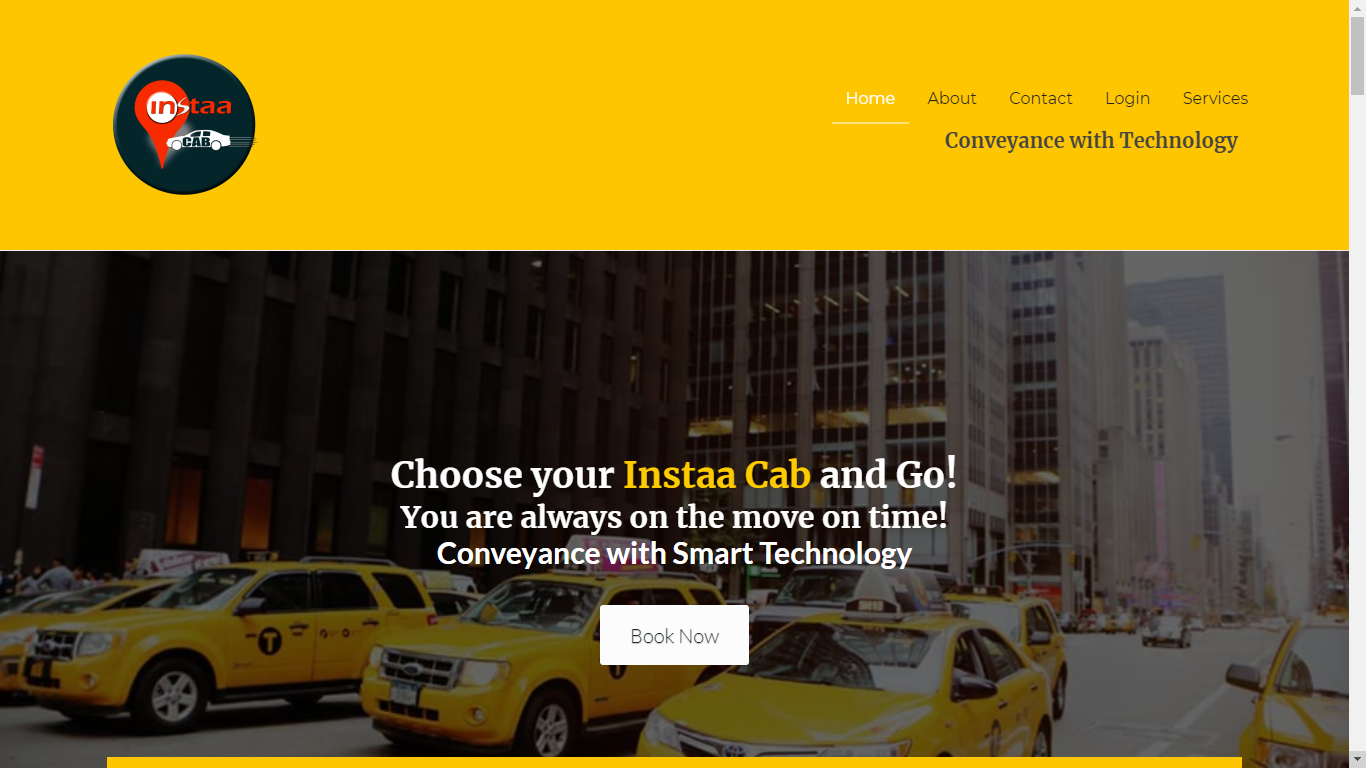 instaa
CAB
Home About Contact Login Services
Conveyance with Technology
Choose your Instaa Cab and Go!
You are always on the move on time!
Conveyance with Smart Technology
Book Now
T